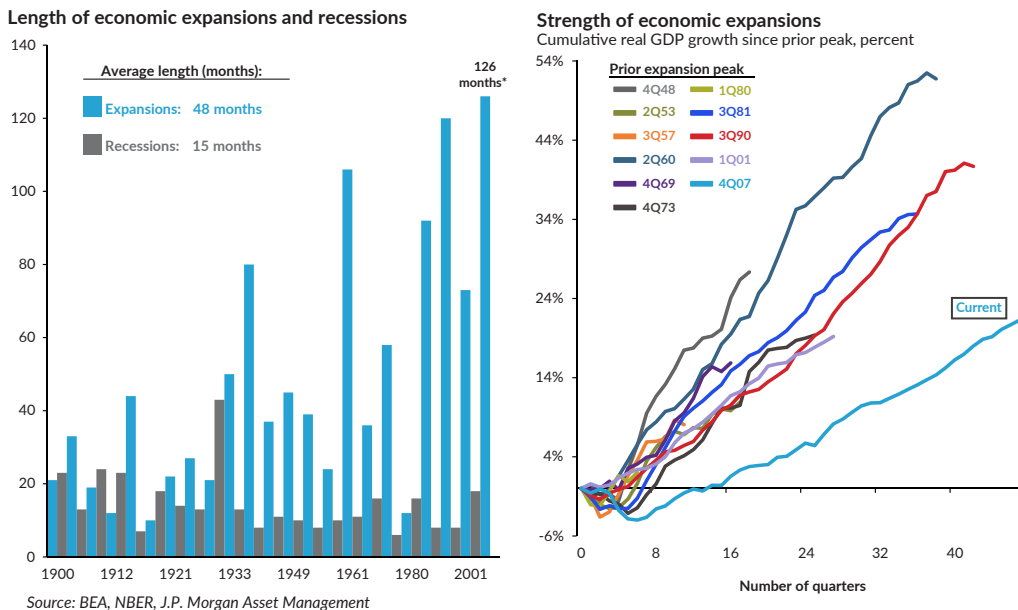 Length of economic expansions and recessions
140
120
100
80
60
40
20
0
Average length (months):
Expansions: 48 months
Recessions: 15 months
126
months*
1900 1912 1921 1933 1949 1961 1980 2001
Source: BEA, NBER, J.P. Morgan Asset Management
Strength of economic expansions
Cumulative real GDP growth since prior peak, percent
54%
44%
34%
24%
14%
4%
-6%
Prior expansion peak
4Q48 1Q80
2Q53 3Q81
3Q57 3Q90
2Q60 1Q01
4Q69 4Q07
4Q73
Current
0 8 16 24 32 40
Number of quarters